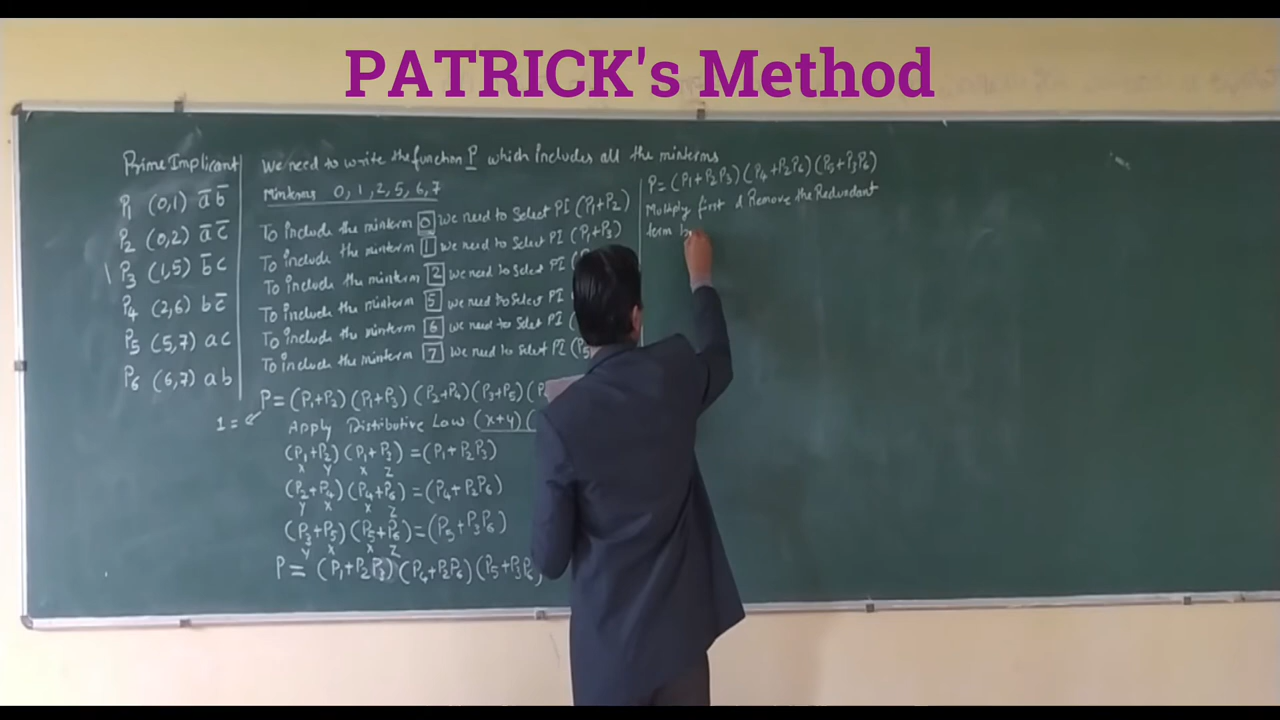 PATRICK's Method
Prime Implicant
P1 (0,1) a̅ b̅
P2 (0,2) a̅ c̅
P3 (1,5) b̅ c
P4 (2,6) b c̅
P5 (5,7) a c
P6 (6,7) a b
We need to write the function P which includes all the minterms
Minterms 0, 1, 2, 5, 6, 7
To include the minterm 0 we need to select PI (P1+P2)
To include the minterm 1 we need to select PI (P1+P3)
To include the minterm 2 we need to select PI (
To include the minterm 5 we need to select PI (
To include the minterm 6 we need to select PI (
To include the minterm 7 we need to select PI (P5
P = (P1+P2) (P1+P3) (P2+P4) (P3+P5) (P
1 =
Apply Distributive Law (x+y) (
(P1+P2) (P1+P3) = (P1+P2P3)
X Y X Z
(P2+P4) (P4+P6) = (P4+P2P6)
Y X X Z
(P3+P5) (P5+P6) = (P5+P3P6)
Y X X Z
P = (P1+P2P3) (P4+P2P6) (P5+P3P6
P = (P1+P2P3) (P4+P2P6) (P5+P3P6)
Multiply first & Remove the Redundant
term b